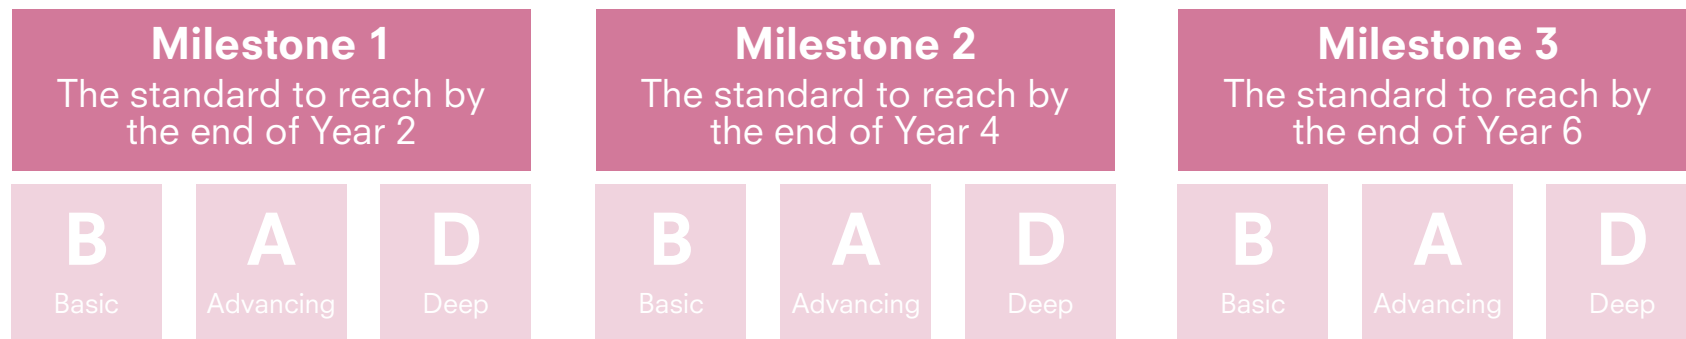 Milestone 1
The standard to reach by
the end of Year 2
B
Basic
A
Advancing
D
Deep
Milestone 2
The standard to reach by
the end of Year 4
B
Basic
A
Advancing
D
Deep
Milestone 3
The standard to reach by
the end of Year 6
B
Basic
A
Advancing
D
Deep